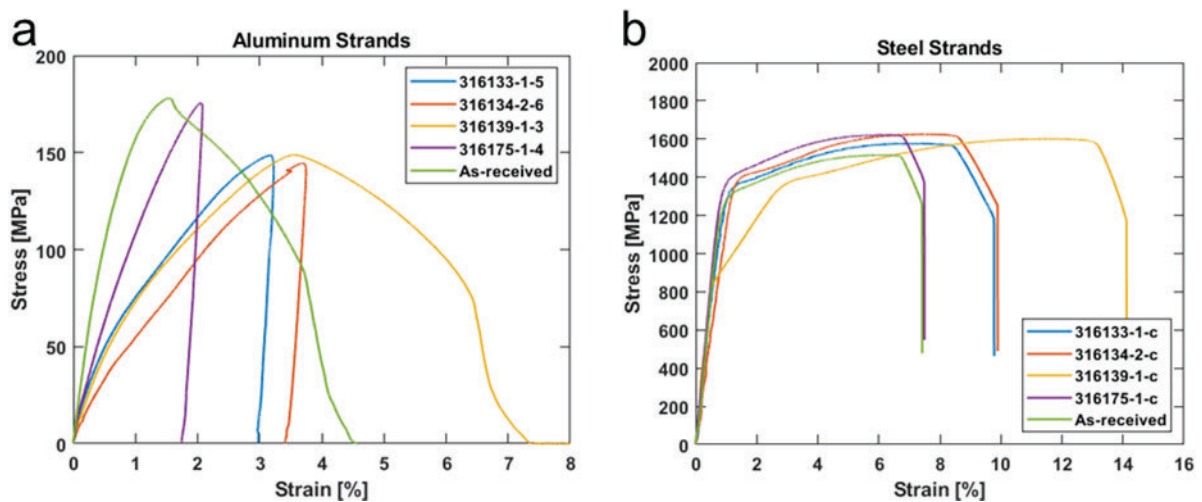 a
Aluminum Strands
200
150
100
50
0
Stress [MPa]
316133-1-5
316134-2-6
316139-1-3
316175-1-4
As-received
0 1 2 3 4 5 6 7 8
Strain [%]
b
Steel Strands
2000
1800
1600
1400
1200
1000
800
600
400
200
0
Stress [MPa]
316133-1-c
316134-2-c
316139-1-c
316175-1-c
As-received
0 2 4 6 8 10 12 14 16
Strain [%]